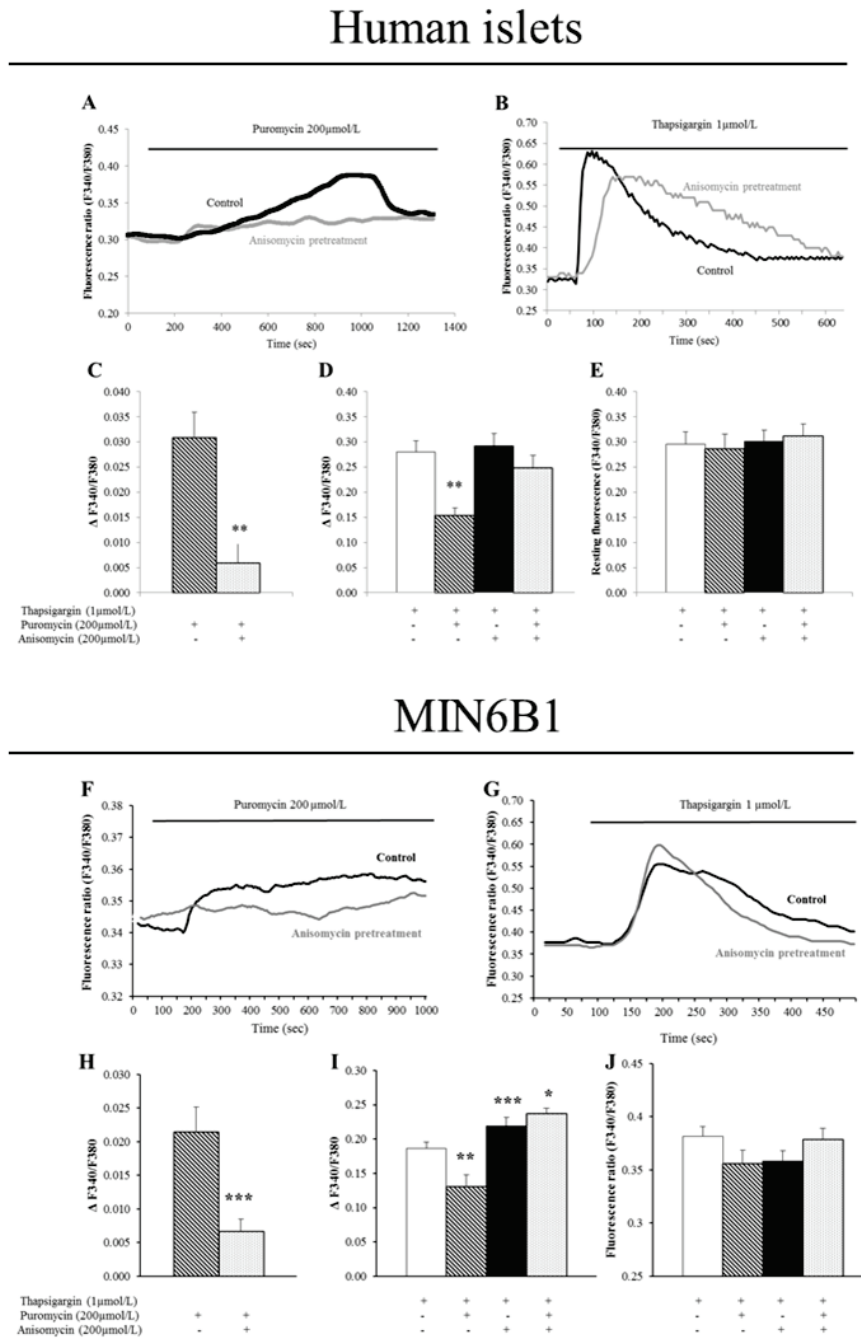 Human islets
A
Puromycin 200µmol/L
Fluorescence ratio (F340/F380)
0.45
0.40
0.35
0.30
0.25
0.20
Control
Anisomycin pretreatment
0 200 400 600 800 1000 1200 1400
Time (sec)
B
Thapsigargin 1µmol/L
Fluorescence ratio (F340/F380)
0.70
0.65
0.60
0.55
0.50
0.45
0.40
0.35
0.30
0.25
Anisomycin pretreatment
Control
0 100 200 300 400 500 600
Time (sec)
C
Δ F340/F380
0.040
0.035
0.030
0.025
0.020
0.015
0.010
0.005
0.000
**
D
Δ F340/F380
0.40
0.35
0.30
0.25
0.20
0.15
0.10
0.05
0.00
**
E
Resting fluorescence (F340/F380)
0.40
0.35
0.30
0.25
0.20
0.15
0.10
0.05
0.00
Thapsigargin (1µmol/L) + + + + + + + +
Puromycin (200µmol/L) + + - + - + - + - +
Anisomycin (200µmol/L) - + - - + + - - + +
MIN6B1
F
Puromycin 200 µmol/L
Fluorescence ratio (F340/F380)
0.38
0.37
0.36
0.35
0.34
0.33
0.32
Control
Anisomycin pretreatment
0 100 200 300 400 500 600 700 800 900 1000
Time (sec)
G
Thapsigargin 1 µmol/L
Fluorescence ratio (F340/F380)
0.70
0.65
0.60
0.55
0.50
0.45
0.40
0.35
0.30
0.25
Control
Anisomycin pretreatment
0 50 100 150 200 250 300 350 400 450
Time (sec)
H
Δ F340/F380
0.030
0.025
0.020
0.015
0.010
0.005
0.000
***
I
Δ F340/F380
0.30
0.25
0.20
0.15
0.10
0.05
0.00
**
***
*
J
Fluorescence ratio (F340/F380)
0.45
0.4
0.35
0.3
0.25
Thapsigargin (1µmol/L) + + + + + + + +
Puromycin (200µmol/L) + + - + - + - + - +
Anisomycin (200µmol/L) - + - - + + - - + +